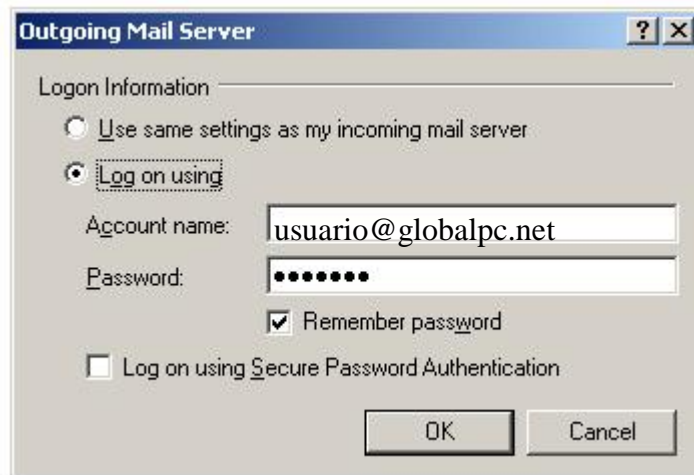 Outgoing Mail Server
Logon Information
Use same settings as my incoming mail server
Log on using
Account name: usuario@globalpc.net
Password: •••••••
Remember password
Log on using Secure Password Authentication
OK Cancel